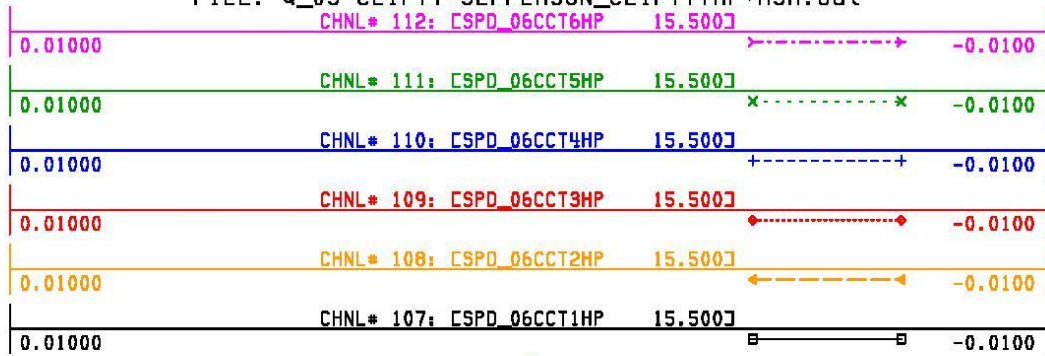 CHNL# 112: [SPD_06CCT6HP 15.500]
0.01000 -0.0100
CHNL# 111: [SPD_06CCT5HP 15.500]
0.01000 -0.0100
CHNL# 110: [SPD_06CCT4HP 15.500]
0.01000 -0.0100
CHNL# 109: [SPD_06CCT3HP 15.500]
0.01000 -0.0100
CHNL# 108: [SPD_06CCT2HP 15.500]
0.01000 -0.0100
CHNL# 107: [SPD_06CCT1HP 15.500]
0.01000 -0.0100